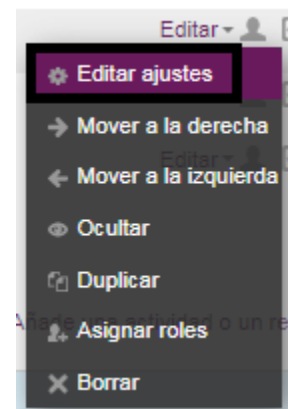 Editar
Editar ajustes
Mover a la derecha
Editar
Mover a la izquierda
Ocultar
Duplicar
Añade una actividad o un re
Asignar roles
Borrar